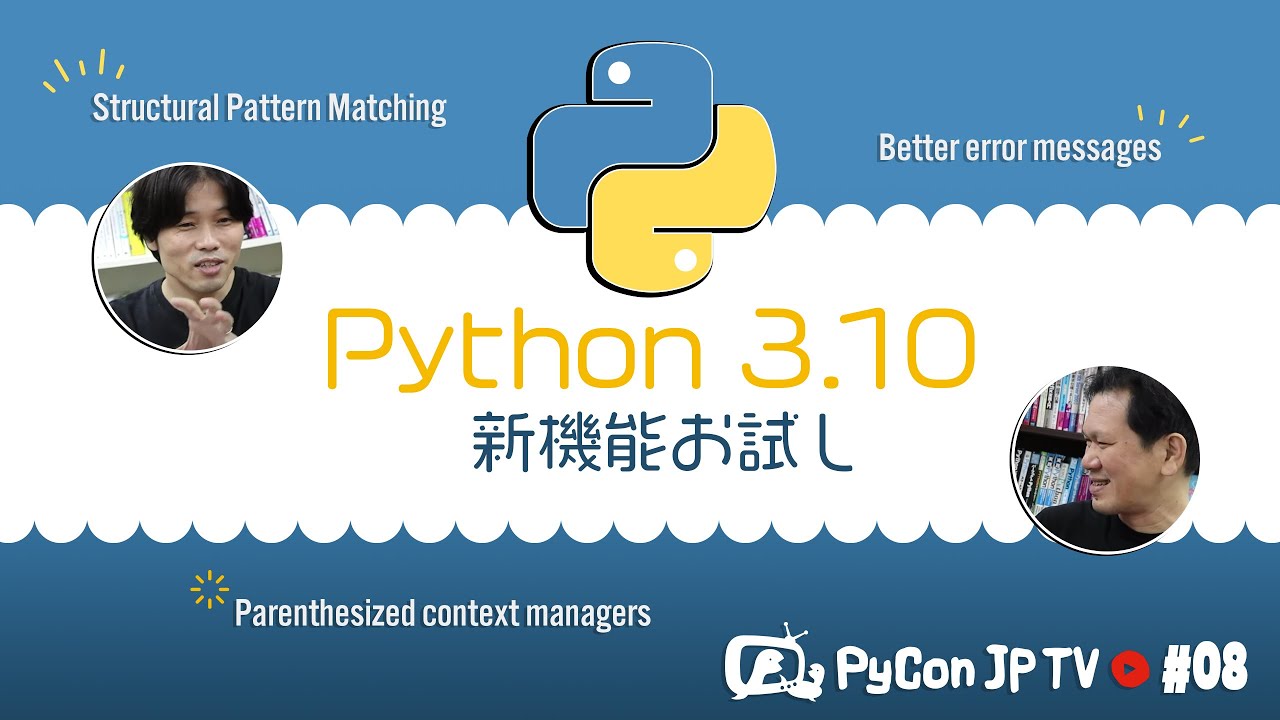 Structural Pattern Matching
Better error messages
Python 3.10
新機能お試し
Parenthesized context managers
PyCon JP TV #08